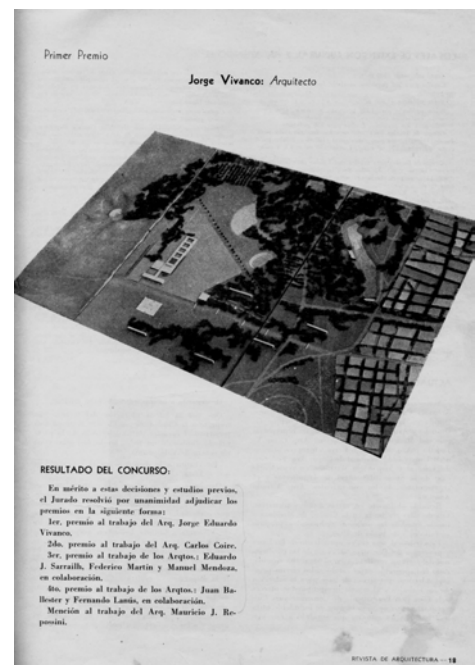 Primer Premio
Jorge Vivanco: Arquitecto
RESULTADO DEL CONCURSO:
En mérito a estas decisiones y estudios previos,
el Jurado resolvió por unanimidad adjudicar los
premios en la siguiente forma:
1er. premio al trabajo del Arq. Jorge Eduardo
Vivanco.
2do. premio al trabajo del Arq. Carlos Coire.
3er. premio al trabajo de los Arqtos.: Eduardo
J. Sarrailh, Federico Martin y Manuel Mendoza,
en colaboración.
4to. premio al trabajo de los Arqtos.: Juan Ba-
llester y Fernando Lanús, en colaboración.
Mención al trabajo del Arq. Mauricio J. Re-
possini.
REVISTA DE ARQUITECTURA —